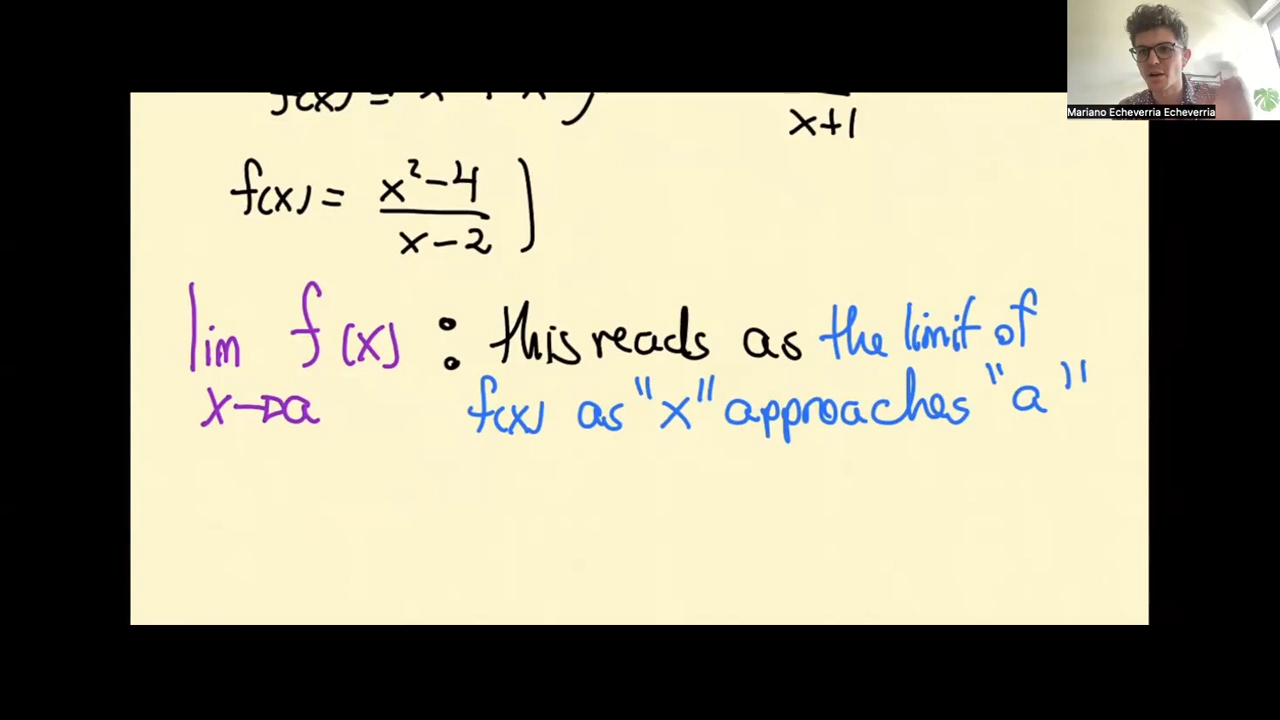 x+1
f(x) = x²-4
x-2
lim f(x) : this reads as the limit of
x→a f(x) as "x" approaches "a"
Mariano Echeverria Echeverria